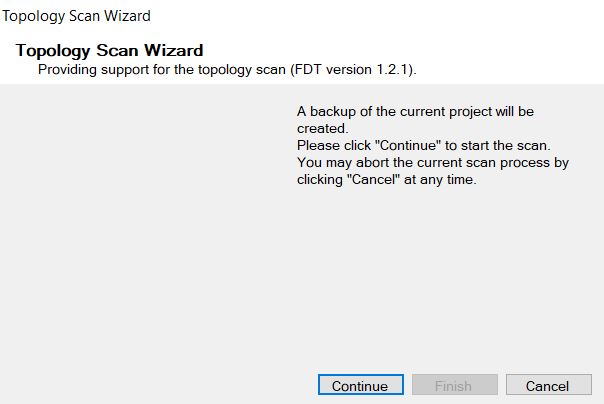 Topology Scan Wizard
Topology Scan Wizard
Providing support for the topology scan (FDT version 1.2.1).
A backup of the current project will be
created.
Please click "Continue" to start the scan.
You may abort the current scan process by
clicking "Cancel" at any time.
Continue Finish Cancel